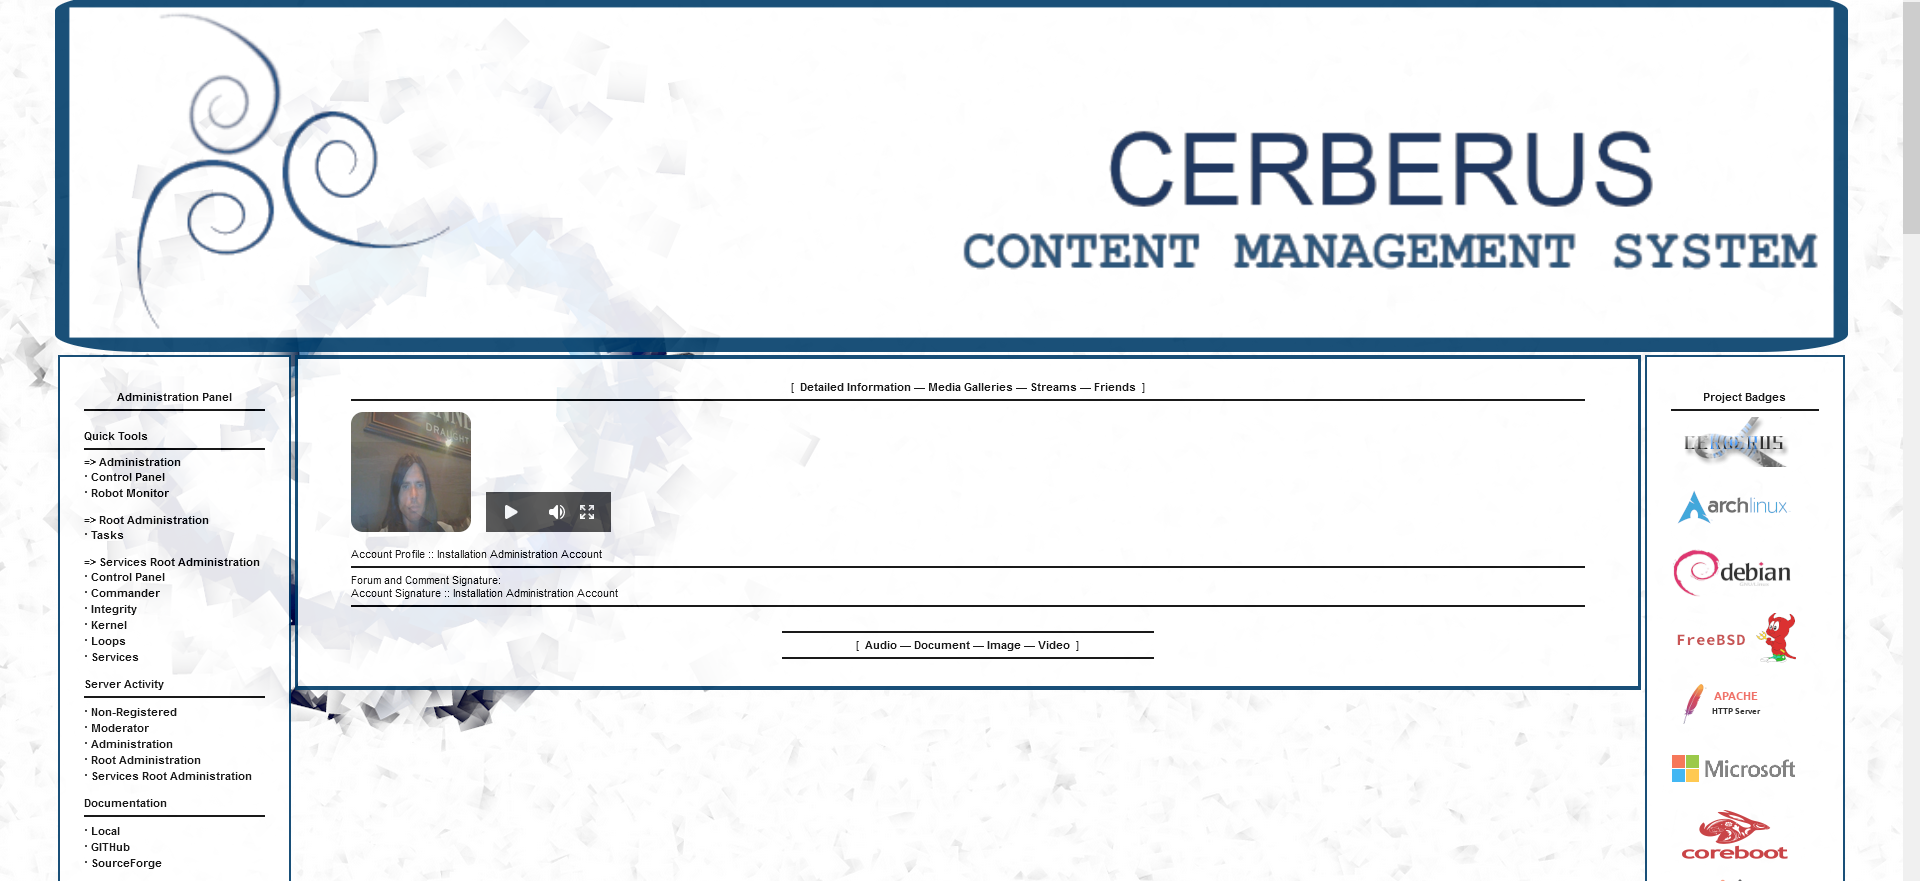 CERBERUS
CONTENT MANAGEMENT SYSTEM
Administration Panel
Quick Tools
=> Administration
· Control Panel
· Robot Monitor
=> Root Administration
· Tasks
=> Services Root Administration
· Control Panel
· Commander
· Integrity
· Kernel
· Loops
· Services
Server Activity
· Non-Registered
· Moderator
· Administration
· Root Administration
· Services Root Administration
Documentation
· Local
· GITHub
· SourceForge
[ Detailed Information — Media Galleries — Streams — Friends ]
DRAUGHT
Account Profile :: Installation Administration Account
Forum and Comment Signature:
Account Signature :: Installation Administration Account
[ Audio — Document — Image — Video ]
Project Badges
CERBERUS
archlinux
debian
FreeBSD
APACHE
HTTP Server
Microsoft
coreboot